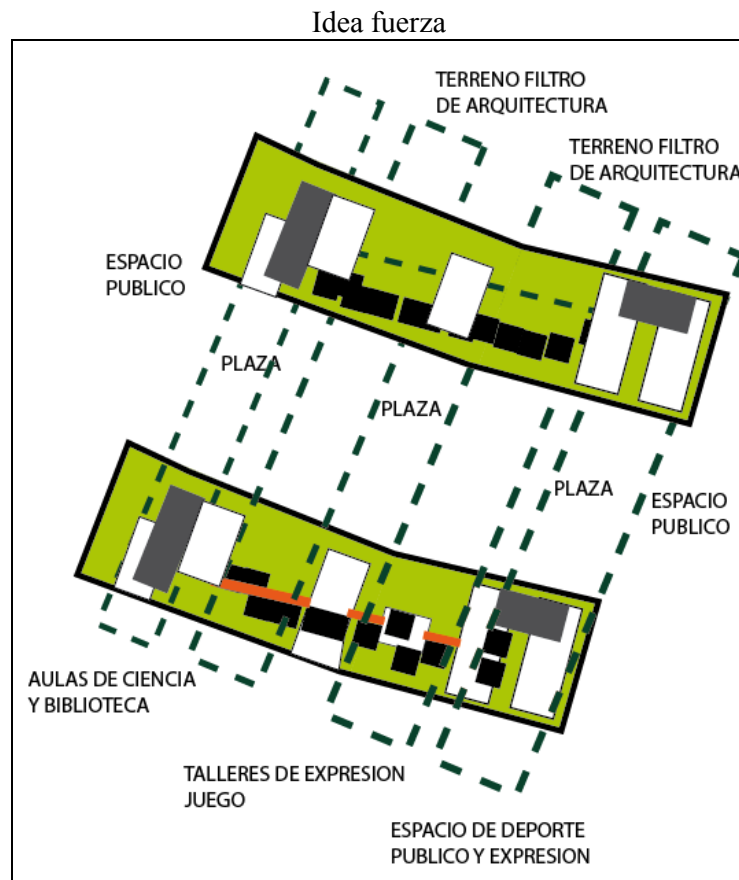 Idea fuerza
TERRENO FILTRO
DE ARQUITECTURA
TERRENO FILTRO
DE ARQUITECTURA
ESPACIO
PUBLICO
PLAZA
PLAZA
PLAZA
ESPACIO
PUBLICO
AULAS DE CIENCIA
Y BIBLIOTECA
TALLERES DE EXPRESION
JUEGO
ESPACIO DE DEPORTE
PUBLICO Y EXPRESION